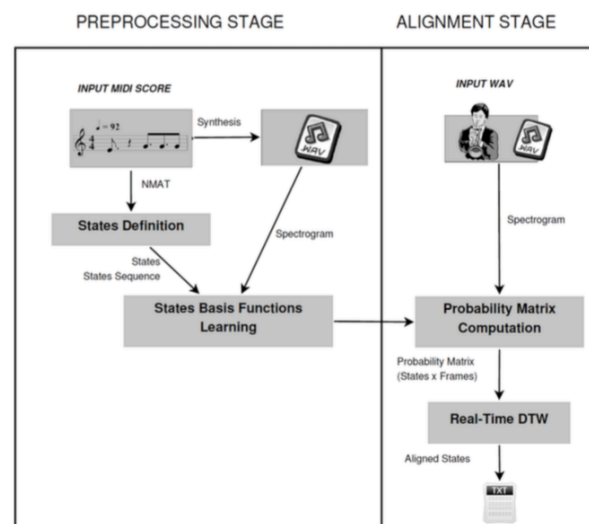 PREPROCESSING STAGE
ALIGNMENT STAGE
INPUT MIDI SCORE
= 92
4
4
Synthesis
.WAV
NMAT
States Definition
States
States Sequence
Spectrogram
States Basis Functions
Learning
INPUT WAV
.WAV
Spectrogram
Probability Matrix
Computation
Probability Matrix
(States x Frames)
Real-Time DTW
Aligned States
TXT